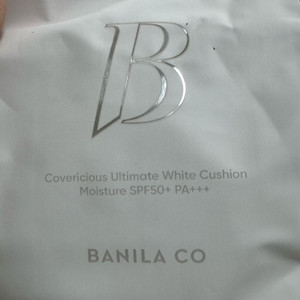 B
Covericious Ultimate White Cushion
Moisture SPF50+ PA+++
BANILA CO